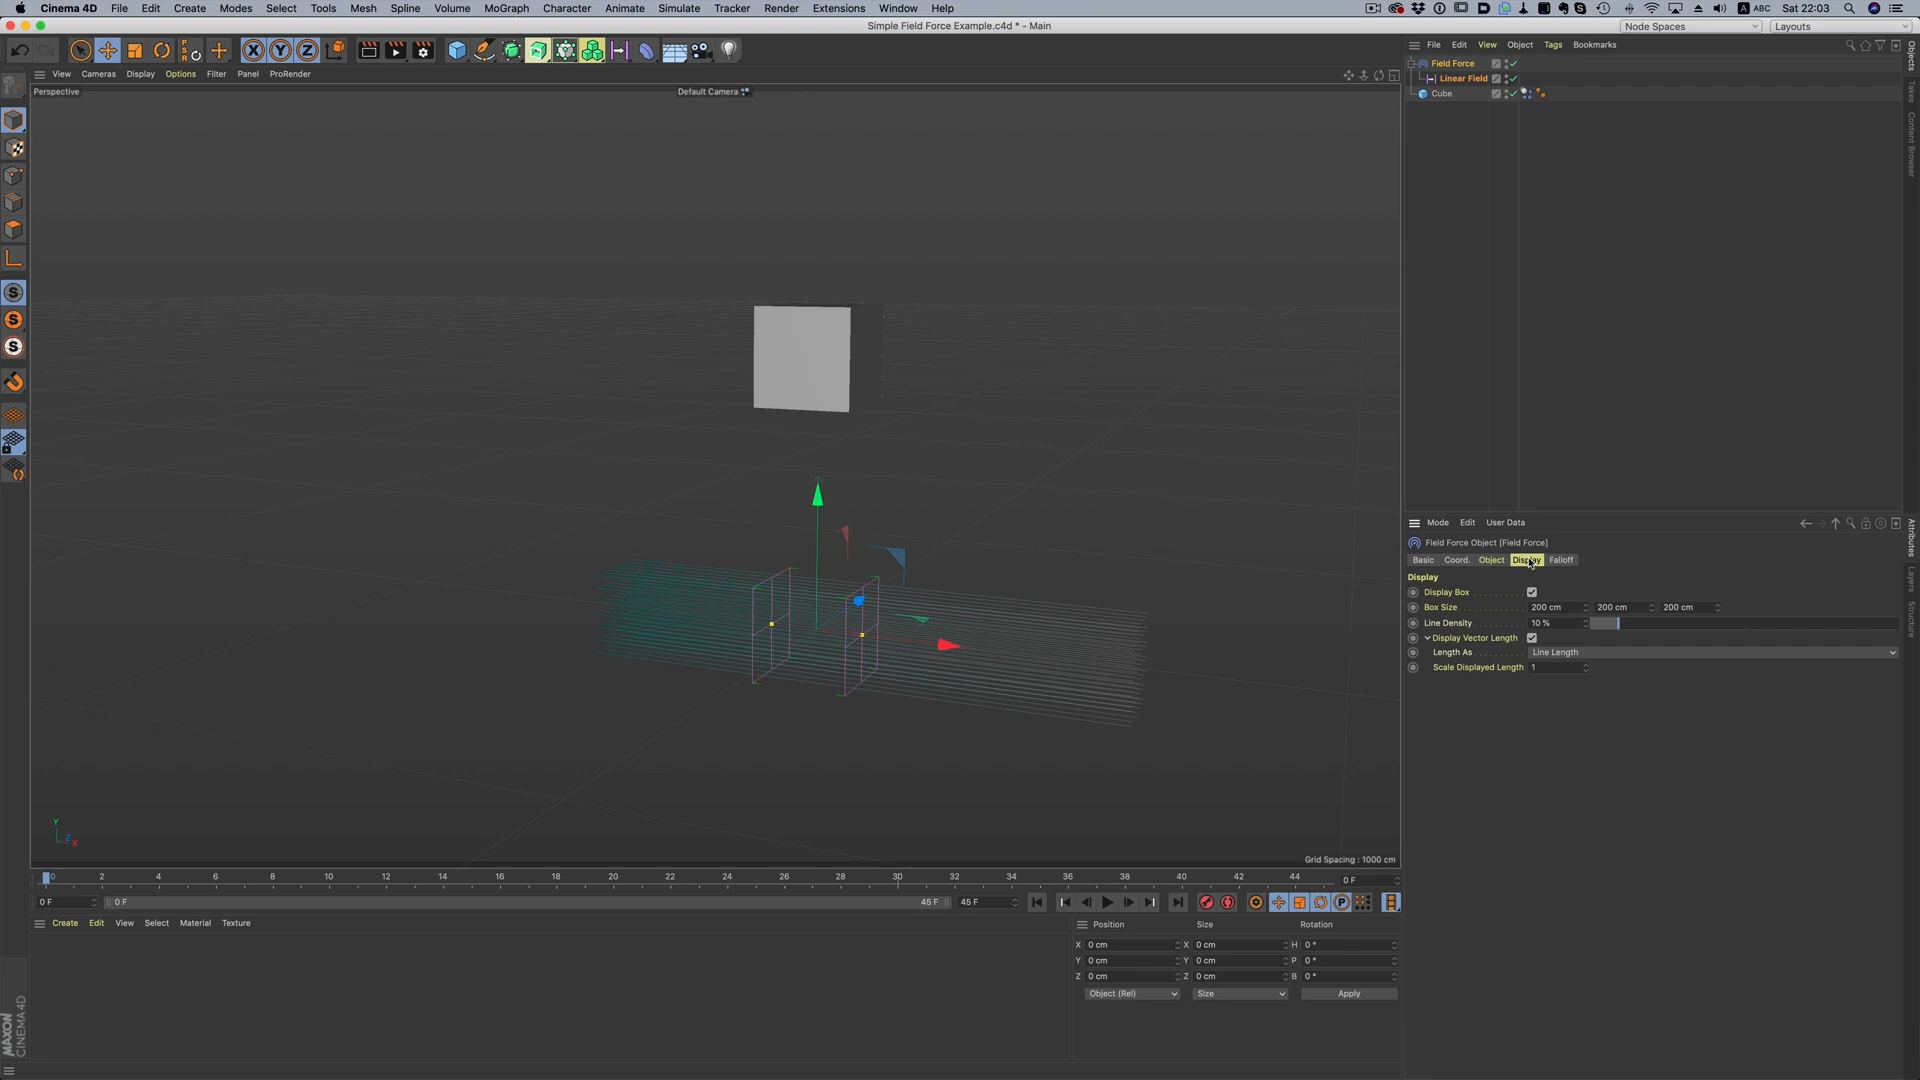 Cinema 4D File Edit Create Modes Select Tools Mesh Spline Volume MoGraph Character Animate Simulate Tracker Render Extensions Window Help ABC Sat 22:03
Simple Field Force Example.c4d * - Main
Node Spaces Layouts
File Edit View Object Tags Bookmarks
View Cameras Display Options Filter Panel ProRender
Perspective
Default Camera
Field Force
Linear Field
Cube
Objects
Takes
Content Browser
Mode Edit User Data
Field Force Object [Field Force]
Basic Coord. Object Display Falloff
Display
Display Box
Box Size 200 cm 200 cm 200 cm
Line Density 10 %
Display Vector Length
Length As Line Length
Scale Displayed Length 1
Attributes
Layers
Structure
Y
Z
X
Grid Spacing : 1000 cm
0 2 4 6 8 10 12 14 16 18 20 22 24 26 28 30 32 34 36 38 40 42 44 0 F
0 F 0 F 45 F 45 F
Create Edit View Select Material Texture
Position Size Rotation
X 0 cm X 0 cm H 0 °
Y 0 cm Y 0 cm P 0 °
Z 0 cm Z 0 cm B 0 °
Object (Rel) Size Apply
MAXON
CINEMA 4D